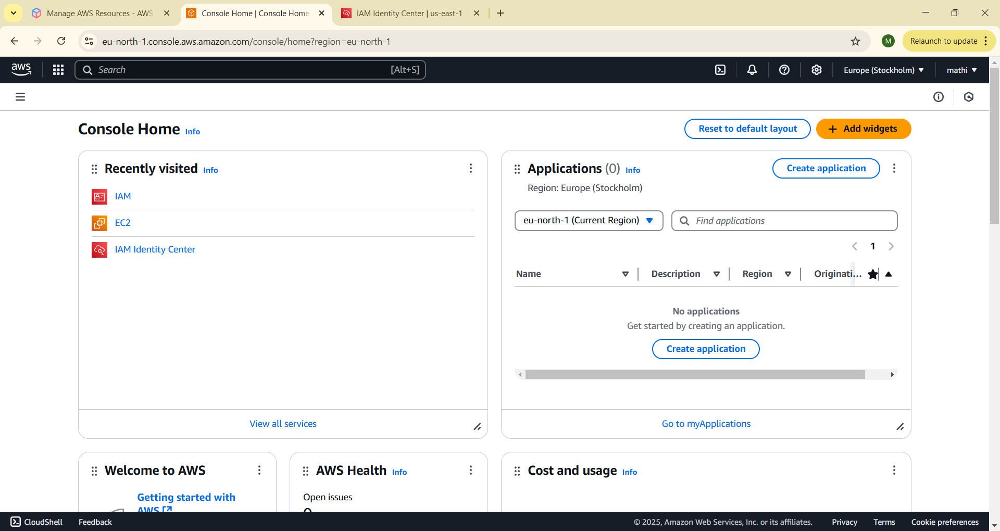 Manage AWS Resources - AWS
Console Home | Console Home
IAM Identity Center | us-east-1
eu-north-1.console.aws.amazon.com/console/home?region=eu-north-1
M
Relaunch to update
aws
Search
[Alt+S]
Europe (Stockholm)
mathi
Console Home Info
Reset to default layout
Add widgets
Recently visited Info
IAM
EC2
IAM Identity Center
View all services
Applications (0) Info
Create application
Region: Europe (Stockholm)
eu-north-1 (Current Region)
Find applications
1
Name
Description
Region
Originati...
No applications
Get started by creating an application.
Create application
Go to myApplications
Welcome to AWS
Getting started with
AWS
AWS Health Info
Open issues
Cost and usage Info
CloudShell
Feedback
© 2025, Amazon Web Services, Inc. or its affiliates.
Privacy
Terms
Cookie preferences